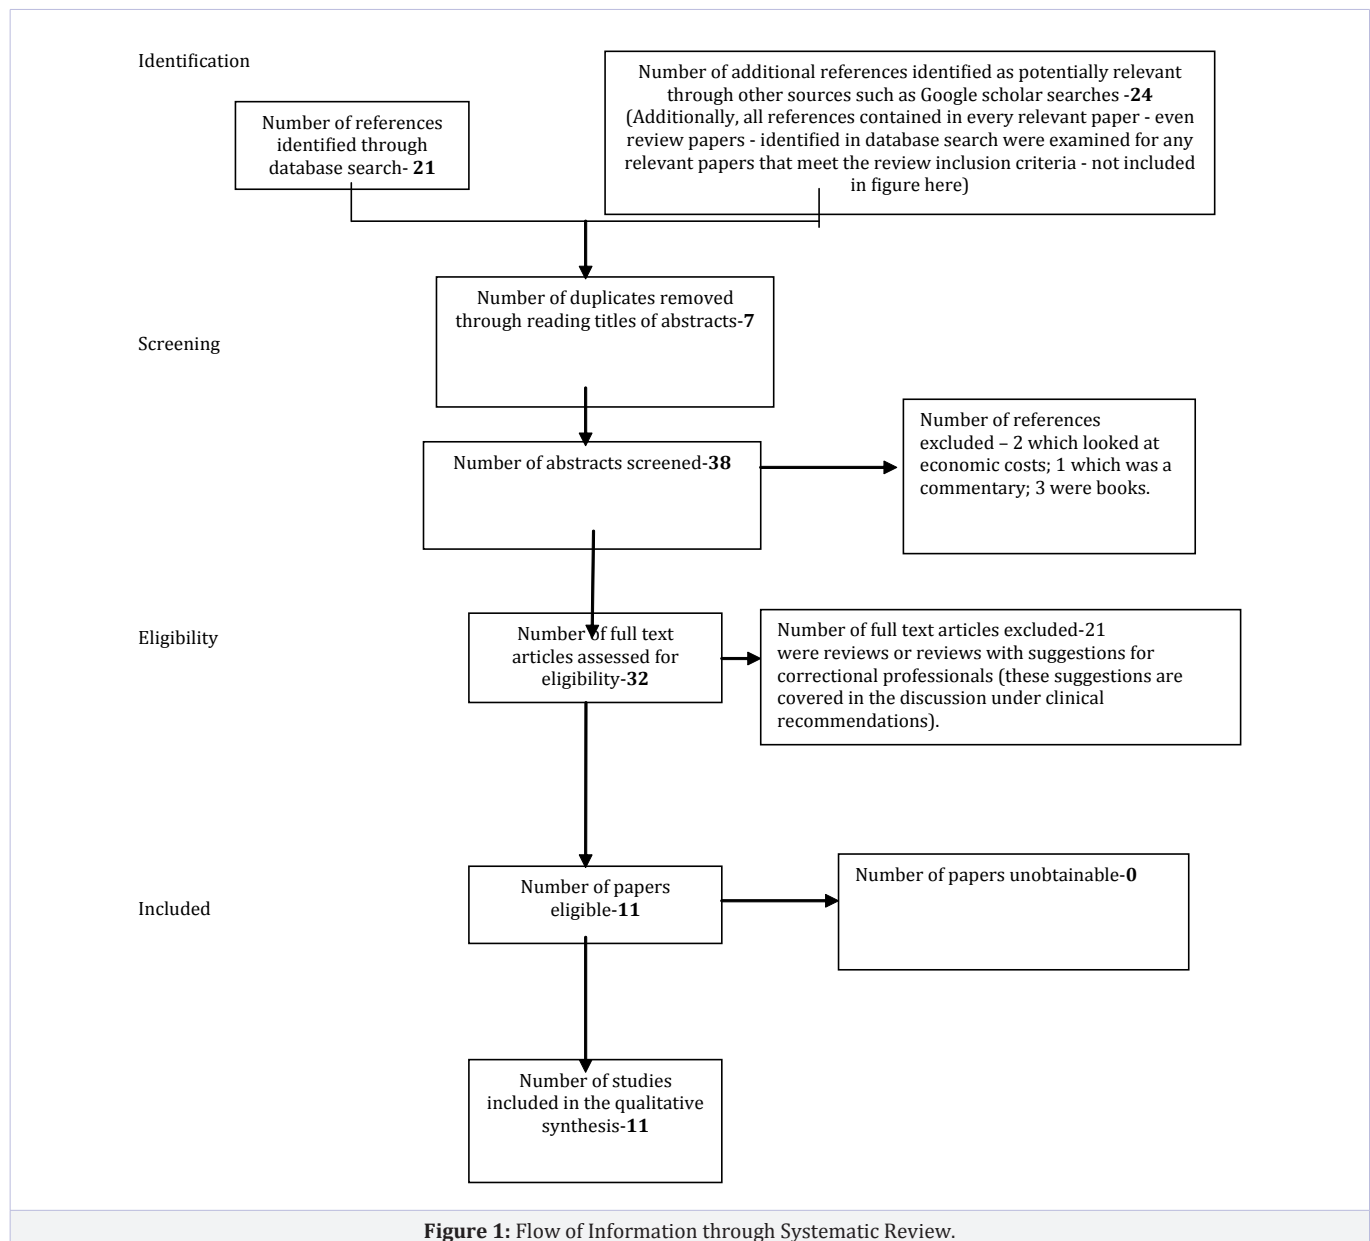 Identification
Number of references
identified through
database search- 21
Number of additional references identified as potentially relevant
through other sources such as Google scholar searches -24
(Additionally, all references contained in every relevant paper - even
review papers - identified in database search were examined for any
relevant papers that meet the review inclusion criteria - not included
in figure here)
Number of duplicates removed
through reading titles of abstracts-7
Screening
Number of abstracts screened-38
Number of references
excluded – 2 which looked at
economic costs; 1 which was a
commentary; 3 were books.
Eligibility
Number of full text
articles assessed for
eligibility-32
Number of full text articles excluded-21
were reviews or reviews with suggestions for
correctional professionals (these suggestions are
covered in the discussion under clinical
recommendations).
Included
Number of papers
eligible-11
Number of papers unobtainable-0
Number of studies
included in the qualitative
synthesis-11
Figure 1: Flow of Information through Systematic Review.